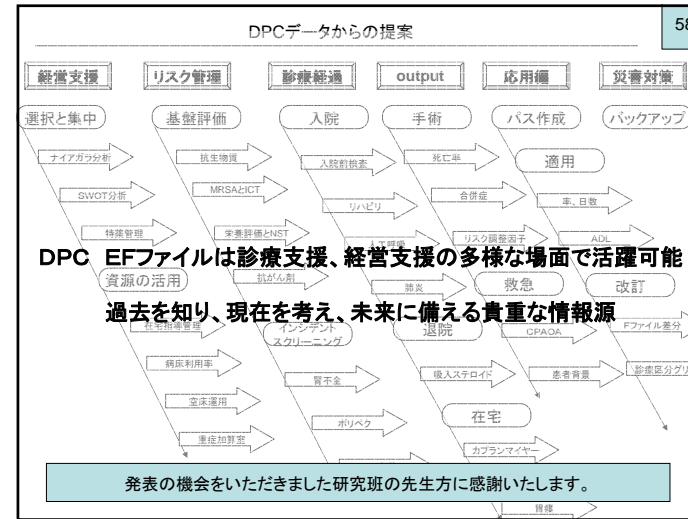 DPCデータからの提案
58
経営支援
リスク管理
診療経過
output
応用編
災害対策
選択と集中
基盤評価
入院
手術
パス作成
バックアップ
ナイアガラ分析
抗生物質
入院前検査
死亡率
適用
SWOT分析
MRSAとICT
リハビリ
合併症
率、日数
特薬管理
栄養評価とNST
人工呼吸
リスク調整因子
ADL
DPC EFファイルは診療支援、経営支援の多様な場面で活躍可能
資源の活用
抗がん剤
肺炎
救急
改訂
過去を知り、現在を考え、未来に備える貴重な情報源
在宅指導管理
インシデント
スクリーニング
退院
CPAOA
Fファイル差分
病床利用率
腎不全
吸入ステロイド
患者背景
診療区分グリ
空床運用
ポリペク
在宅
重症加算室
カプランマイヤー
発表の機会をいただきました研究班の先生方に感謝いたします。
胃瘻